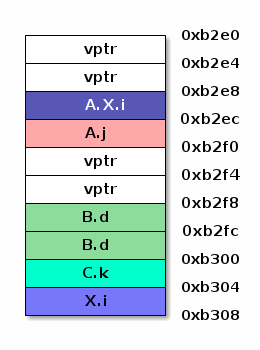 0xb2e0
vptr
0xb2e4
vptr
0xb2e8
A.X.i
0xb2ec
A.j
0xb2f0
vptr
0xb2f4
vptr
0xb2f8
B.d
0xb2fc
B.d
0xb300
C.k
0xb304
X.i
0xb308